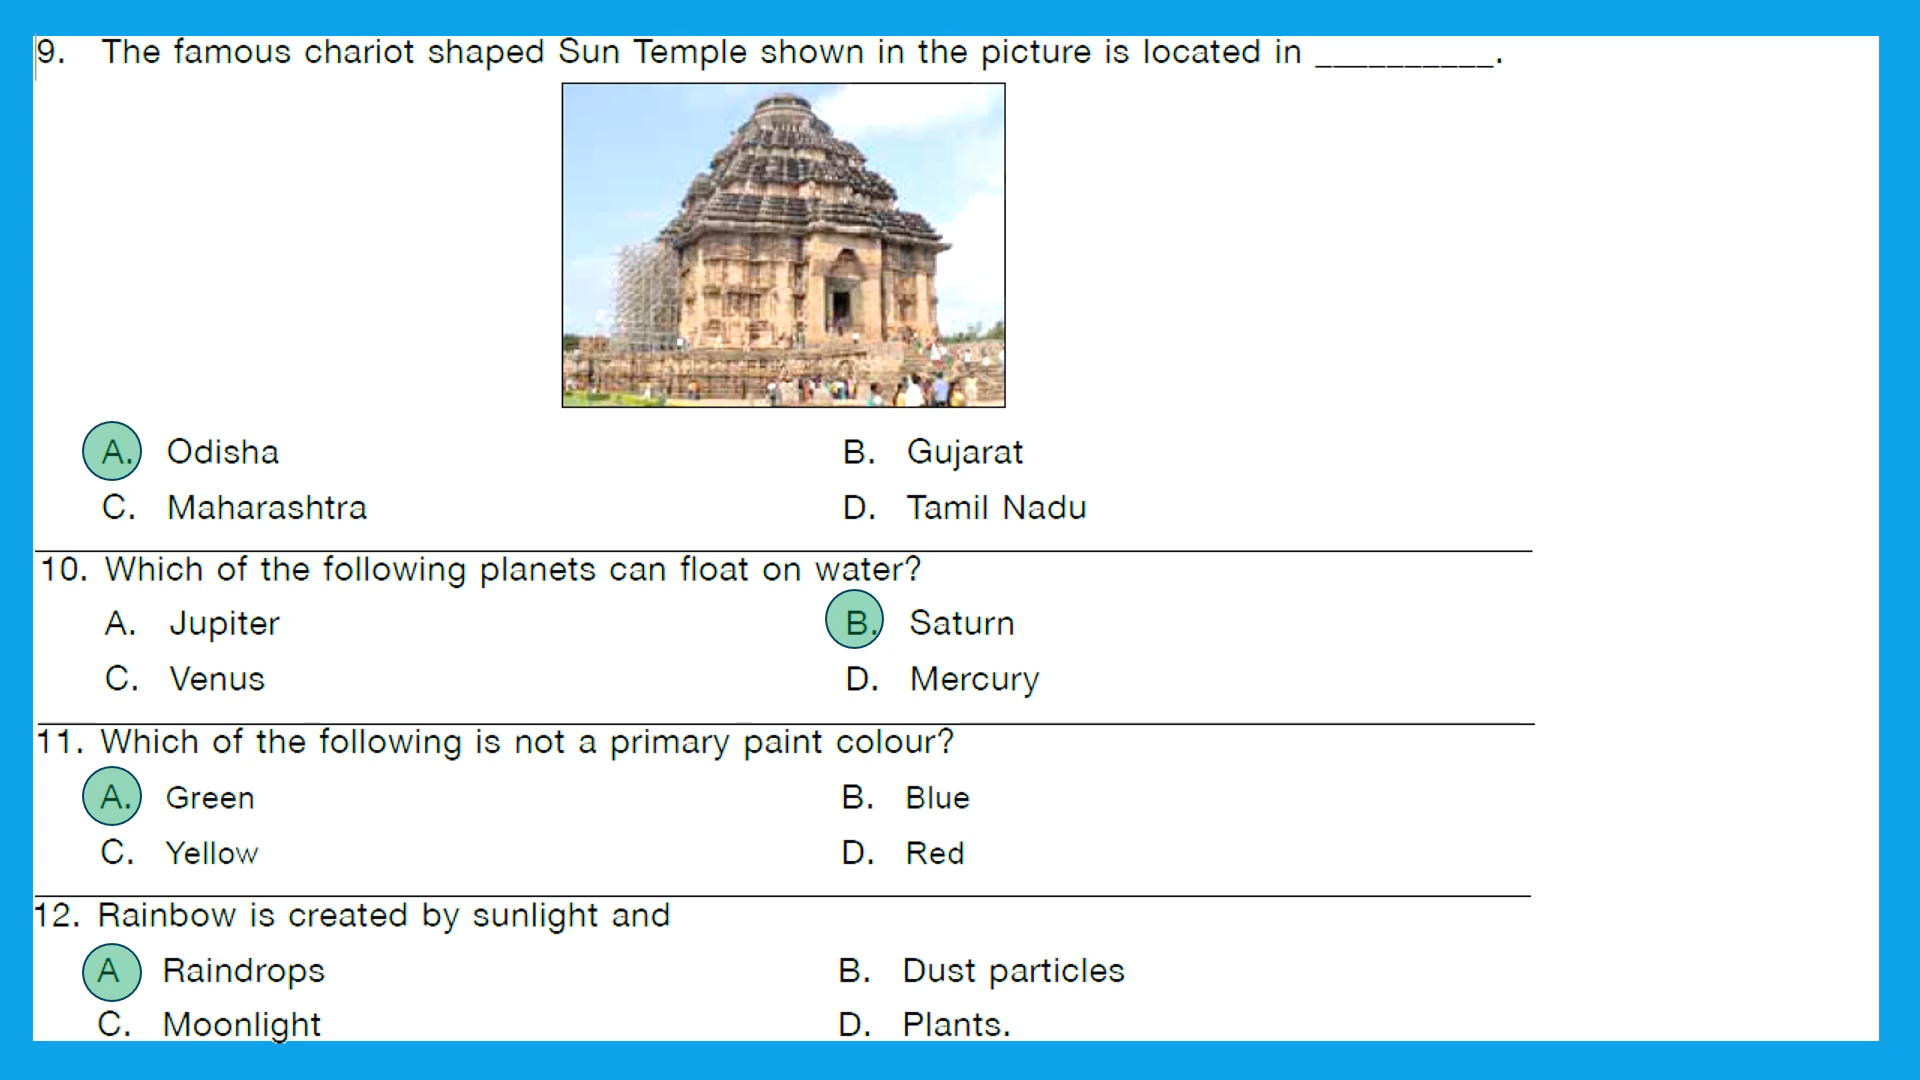 9. The famous chariot shaped Sun Temple shown in the picture is located in __________.
A. Odisha B. Gujarat
C. Maharashtra D. Tamil Nadu
10. Which of the following planets can float on water?
A. Jupiter B. Saturn
C. Venus D. Mercury
11. Which of the following is not a primary paint colour?
A. Green B. Blue
C. Yellow D. Red
12. Rainbow is created by sunlight and
A Raindrops B. Dust particles
C. Moonlight D. Plants.